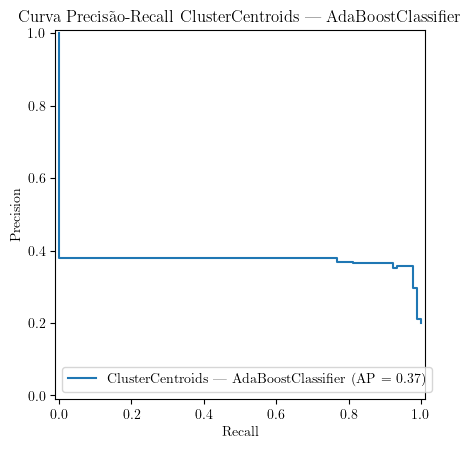 Curva Precisão-Recall ClusterCentroids — AdaBoostClassifier
1.0
0.8
0.6
0.4
0.2
0.0
Precision
ClusterCentroids — AdaBoostClassifier (AP = 0.37)
0.0 0.2 0.4 0.6 0.8 1.0
Recall